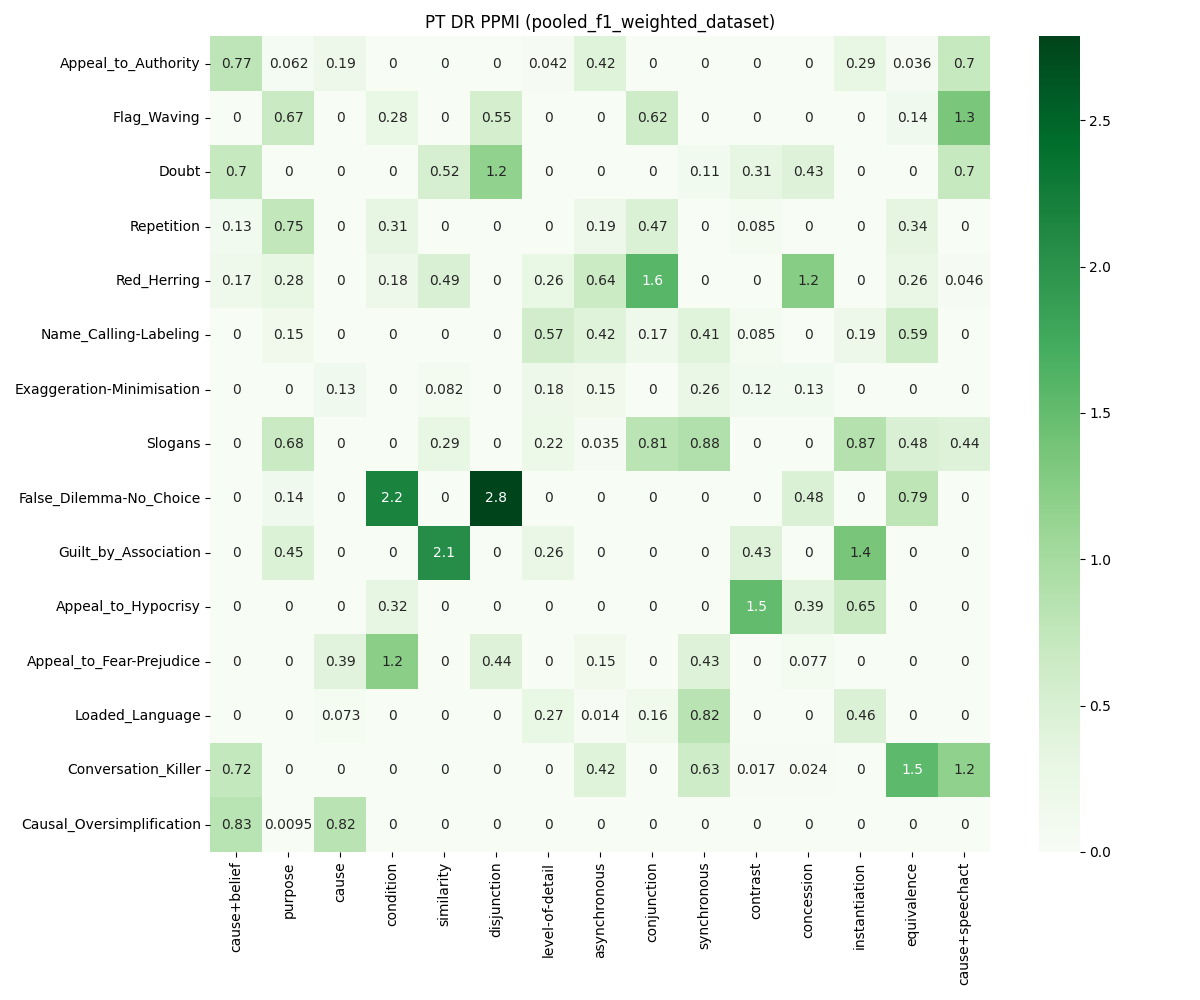 PT DR PPMI (pooled_f1_weighted_dataset)
Appeal_to_Authority 0.77 0.062 0.19 0 0 0 0.042 0.42 0 0 0 0 0.29 0.036 0.7
Flag_Waving 0 0.67 0 0.28 0 0.55 0 0 0.62 0 0 0 0 0.14 1.3
Doubt 0.7 0 0 0 0.52 1.2 0 0 0 0.11 0.31 0.43 0 0 0.7
Repetition 0.13 0.75 0 0.31 0 0 0 0.19 0.47 0 0.085 0 0 0.34 0
Red_Herring 0.17 0.28 0 0.18 0.49 0 0.26 0.64 1.6 0 0 1.2 0 0.26 0.046
Name_Calling-Labeling 0 0.15 0 0 0 0 0.57 0.42 0.17 0.41 0.085 0 0.19 0.59 0
Exaggeration-Minimisation 0 0 0.13 0 0.082 0 0.18 0.15 0 0.26 0.12 0.13 0 0 0
Slogans 0 0.68 0 0 0.29 0 0.22 0.035 0.81 0.88 0 0 0.87 0.48 0.44
False_Dilemma-No_Choice 0 0.14 0 2.2 0 2.8 0 0 0 0 0 0.48 0 0.79 0
Guilt_by_Association 0 0.45 0 0 2.1 0 0.26 0 0 0 0.43 0 1.4 0 0
Appeal_to_Hypocrisy 0 0 0 0.32 0 0 0 0 0 0 1.5 0.39 0.65 0 0
Appeal_to_Fear-Prejudice 0 0 0.39 1.2 0 0.44 0 0.15 0 0.43 0 0.077 0 0 0
Loaded_Language 0 0 0.073 0 0 0 0.27 0.014 0.16 0.82 0 0 0.46 0 0
Conversation_Killer 0.72 0 0 0 0 0 0 0.42 0 0.63 0.017 0.024 0 1.5 1.2
Causal_Oversimplification 0.83 0.0095 0.82 0 0 0 0 0 0 0 0 0 0 0 0
cause+belief
purpose
cause
condition
similarity
disjunction
level-of-detail
asynchronous
conjunction
synchronous
contrast
concession
instantiation
equivalence
cause+speechact
2.5
2.0
1.5
1.0
0.5
0.0